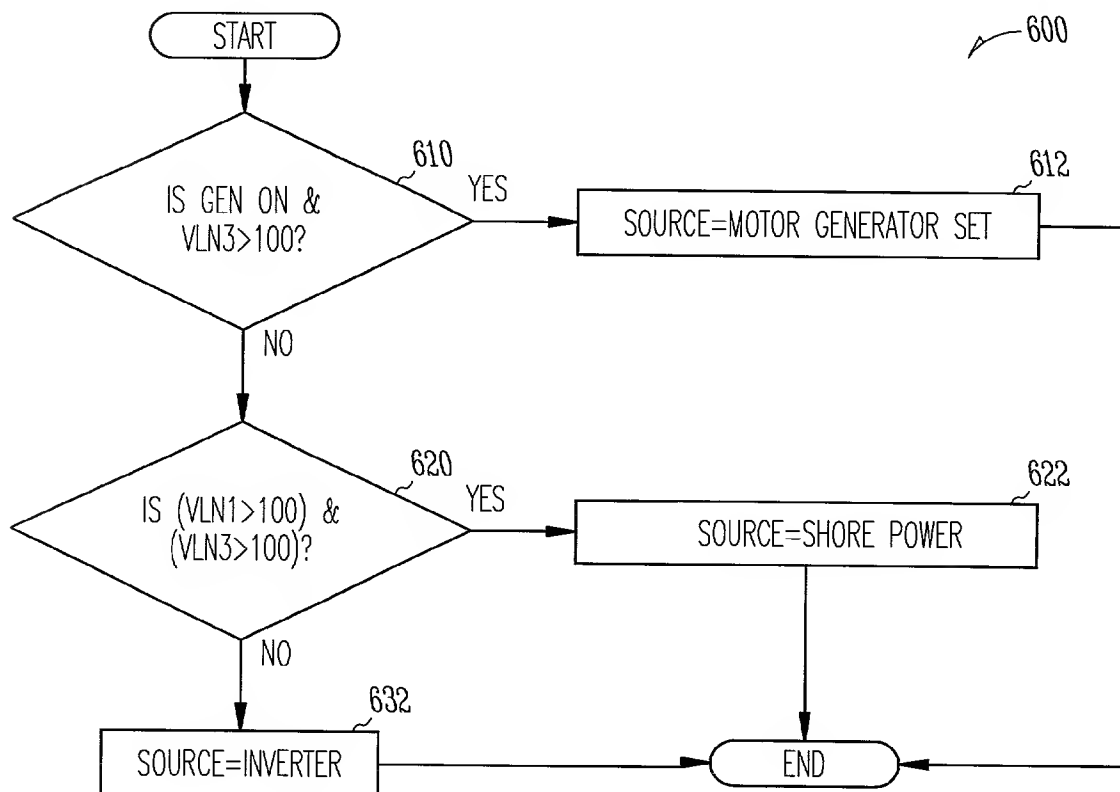 START
600
IS GEN ON &
VLN3>100?
610
YES
612
SOURCE=MOTOR GENERATOR SET
NO
IS (VLN1>100) &
(VLN3>100)?
620
YES
622
SOURCE=SHORE POWER
NO
632
SOURCE=INVERTER
END